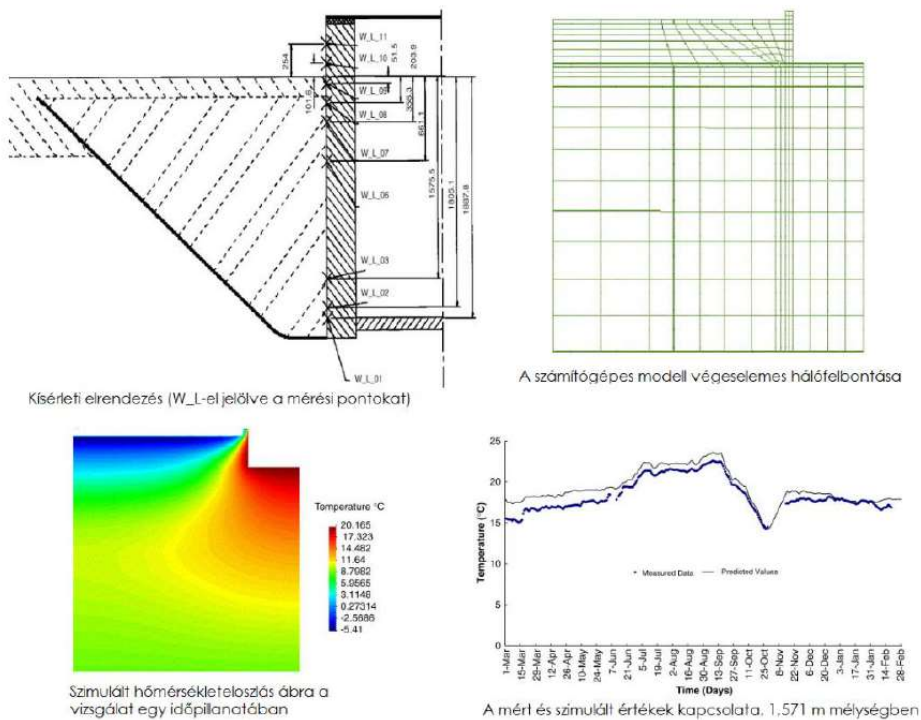 W_L_11
W_L_10
W_L_09
W_L_08
W_L_07
W_L_05
W_L_03
W_L_02
W_L_01
254
101.6
51.5
203.9
356.3
661.1
1575.5
1805.1
1887.8
Kísérleti elrendezés (W_L-el jelölve a mérési pontokat)
A számítógépes modell végeselemes hálófelbontása
Temperature °C
20.165
17.323
14.482
11.64
8.7982
5.9565
3.1148
0.27314
-2.5686
-5.41
Szimulált hőmérsékleteloszlás ábra a
vizsgálat egy időpillanatában
Temperature (°C)
25
20
15
10
5
0
Measured Data
Predicted Values
1-Mar
15-Mar
29-Mar
12-Apr
26-Apr
10-May
24-May
7-Jun
21-Jun
5-Jul
19-Jul
2-Aug
16-Aug
30-Aug
13-Sep
27-Sep
11-Oct
25-Oct
8-Nov
22-Nov
6-Dec
20-Dec
3-Jan
17-Jan
31-Jan
14-Feb
28-Feb
Time (Days)
A mért és szimulált értékek kapcsolata, 1,571 m mélységben